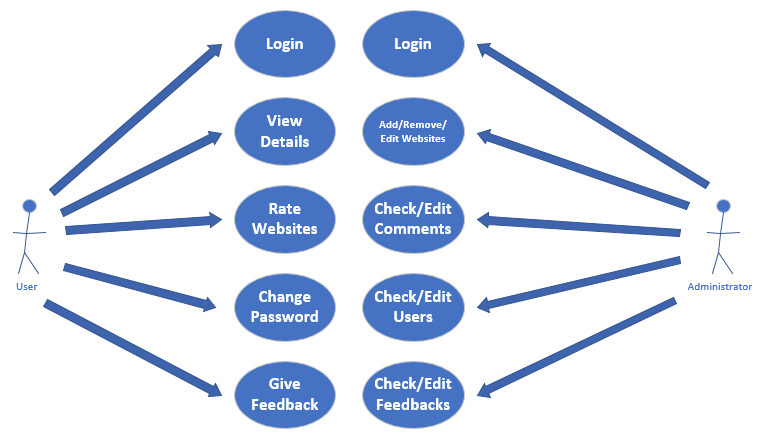 Login
Login
View
Details
Add/Remove/
Edit Websites
Rate
Websites
Check/Edit
Comments
User
Administrator
Change
Password
Check/Edit
Users
Give
Feedback
Check/Edit
Feedbacks